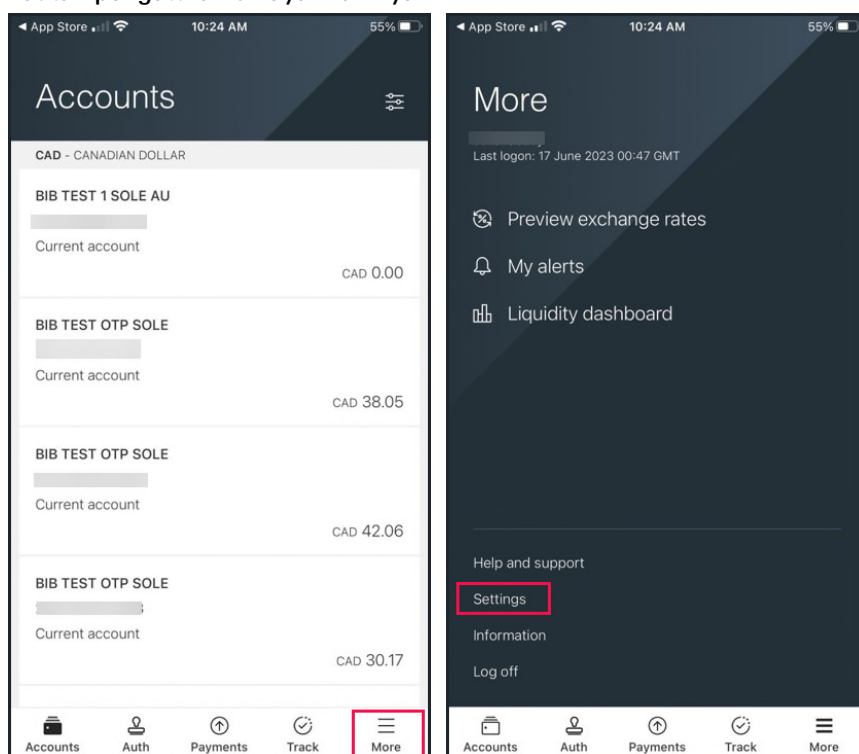 App Store
10:24 AM
55%
Accounts
CAD - CANADIAN DOLLAR
BIB TEST 1 SOLE AU
Current account
CAD 0.00
BIB TEST OTP SOLE
Current account
CAD 38.05
BIB TEST OTP SOLE
Current account
CAD 42.06
BIB TEST OTP SOLE
Current account
CAD 30.17
Accounts Auth Payments Track More
App Store
10:24 AM
55%
More
Last logon: 17 June 2023 00:47 GMT
Preview exchange rates
My alerts
Liquidity dashboard
Help and support
Settings
Information
Log off
Accounts Auth Payments Track More